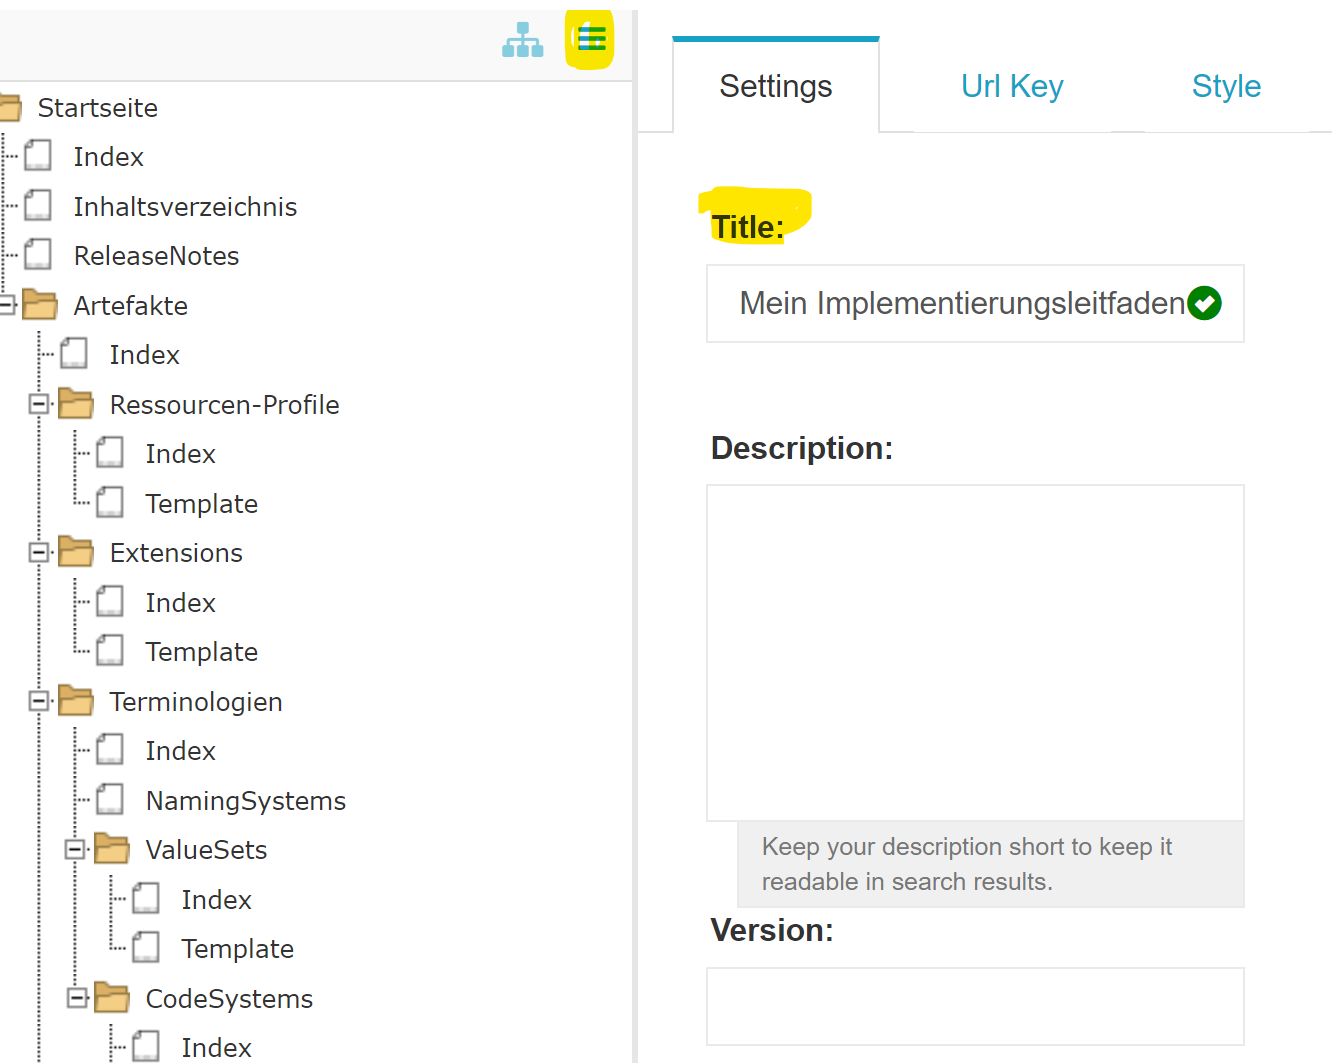 Startseite
Index
Inhaltsverzeichnis
ReleaseNotes
Artefakte
Index
Ressourcen-Profile
Index
Template
Extensions
Index
Template
Terminologien
Index
NamingSystems
ValueSets
Index
Template
CodeSystems
Index
Settings
Url Key
Style
Title:
Mein Implementierungsleitfaden
Description:
Keep your description short to keep it
readable in search results.
Version: